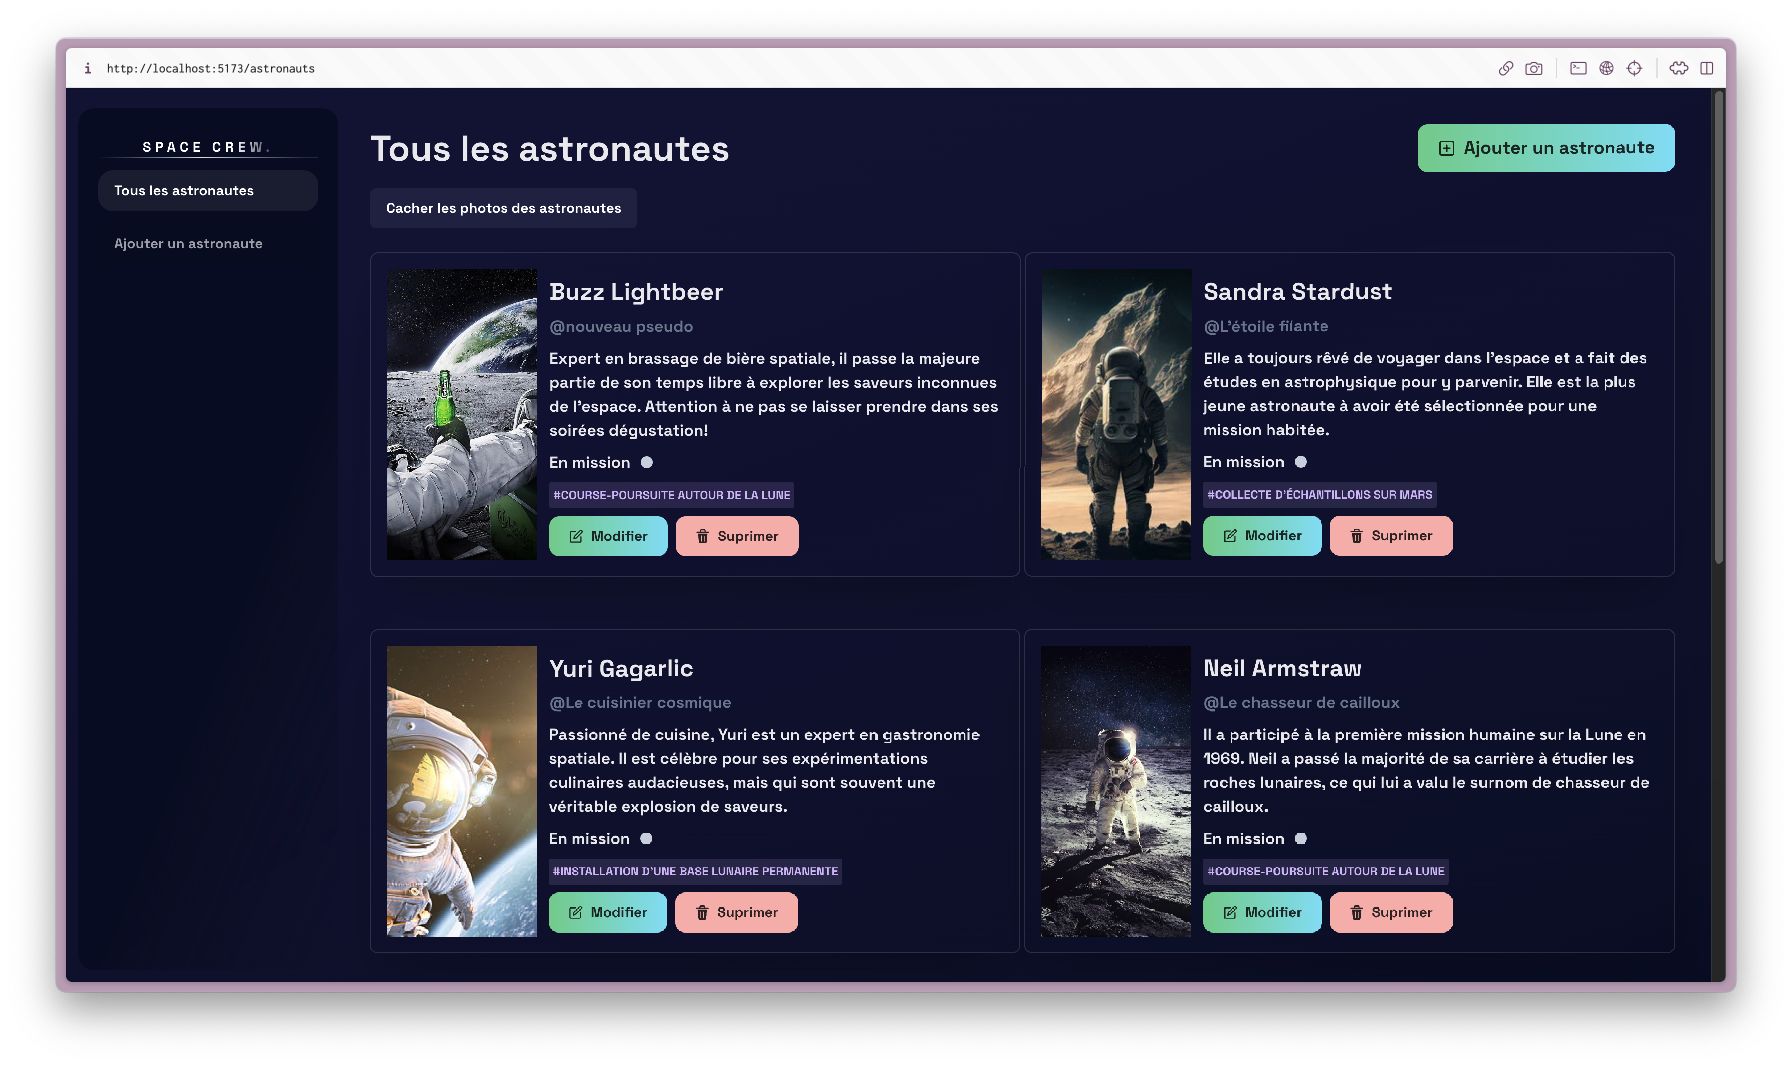 http://localhost:5173/astronauts
SPACE CREW.
Tous les astronautes
Ajouter un astronaute
Tous les astronautes
Ajouter un astronaute
Cacher les photos des astronautes
Buzz Lightbeer
@nouveau pseudo
Expert en brassage de bière spatiale, il passe la majeure
partie de son temps libre à explorer les saveurs inconnues
de l'espace. Attention à ne pas se laisser prendre dans ses
soirées dégustation!
En mission
#COURSE-POURSUITE AUTOUR DE LA LUNE
Modifier
Suprimer
Sandra Stardust
@L'étoile filante
Elle a toujours rêvé de voyager dans l'espace et a fait des
études en astrophysique pour y parvenir. Elle est la plus
jeune astronaute à avoir été sélectionnée pour une
mission habitée.
En mission
#COLLECTE D'ÉCHANTILLONS SUR MARS
Modifier
Suprimer
Yuri Gagarlic
@Le cuisinier cosmique
Passionné de cuisine, Yuri est un expert en gastronomie
spatiale. Il est célèbre pour ses expérimentations
culinaires audacieuses, mais qui sont souvent une
véritable explosion de saveurs.
En mission
#INSTALLATION D'UNE BASE LUNAIRE PERMANENTE
Modifier
Suprimer
Neil Armstraw
@Le chasseur de cailloux
Il a participé à la première mission humaine sur la Lune en
1969. Neil a passé la majorité de sa carrière à étudier les
roches lunaires, ce qui lui a valu le surnom de chasseur de
cailloux.
En mission
#COURSE-POURSUITE AUTOUR DE LA LUNE
Modifier
Suprimer